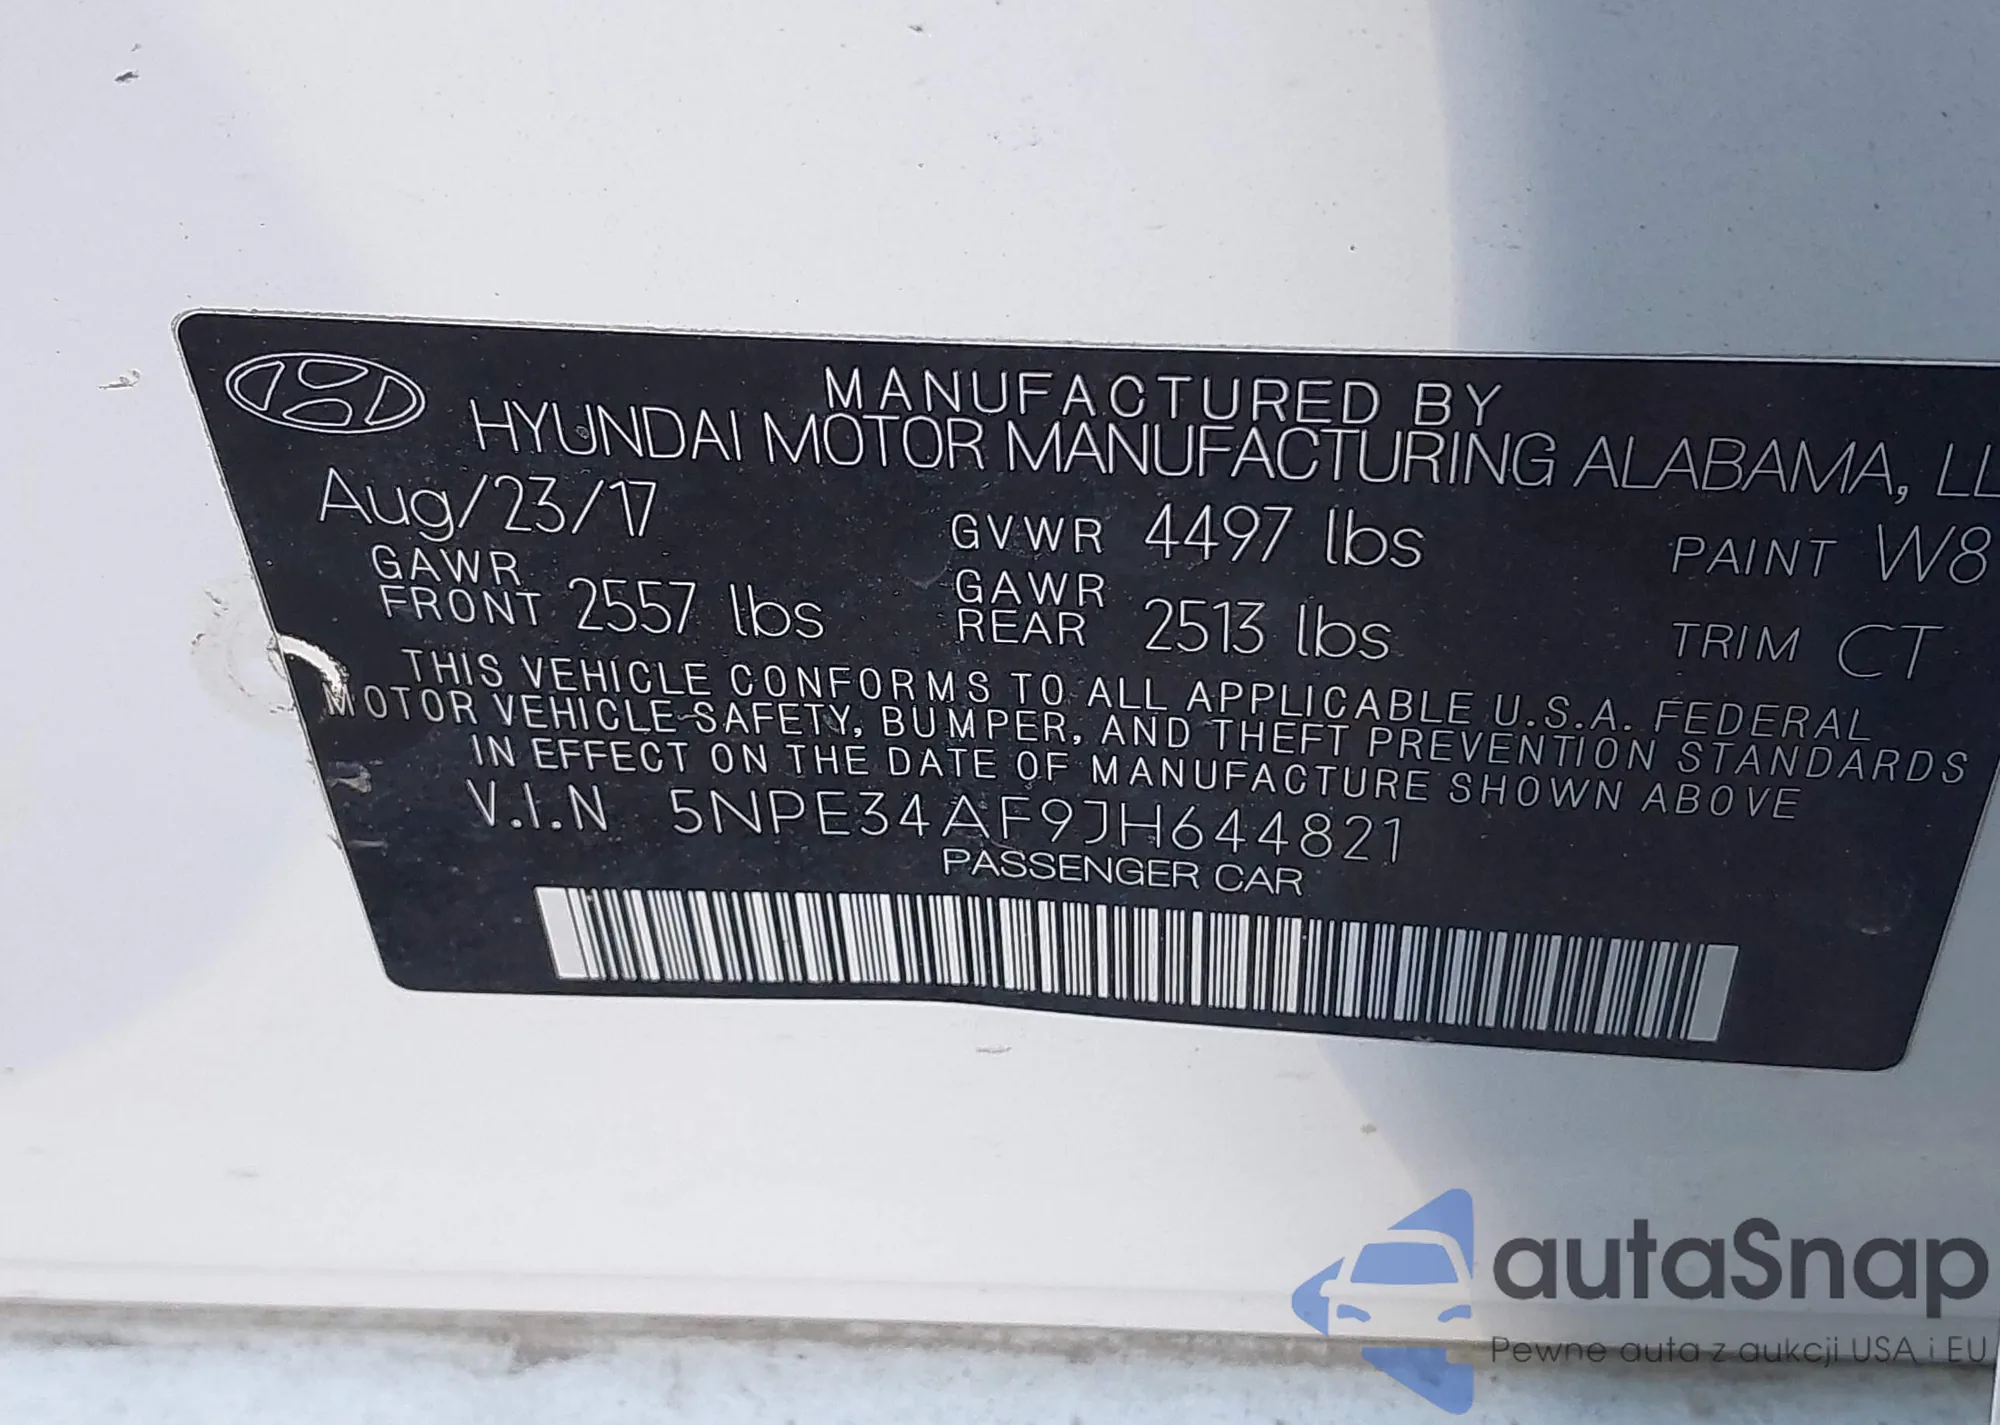 MANUFACTURED BY
HYUNDAI MOTOR MANUFACTURING ALABAMA, LL
Aug/23/17 GVWR 4497 lbs PAINT W8
GAWR FRONT 2557 lbs GAWR REAR 2513 lbs TRIM CT
THIS VEHICLE CONFORMS TO ALL APPLICABLE U.S.A. FEDERAL
MOTOR VEHICLE SAFETY, BUMPER, AND THEFT PREVENTION STANDARDS
IN EFFECT ON THE DATE OF MANUFACTURE SHOWN ABOVE
V.I.N 5NPE34AF9JH644821
PASSENGER CAR
autaSnap
Pewne auta z aukcji USA i EU